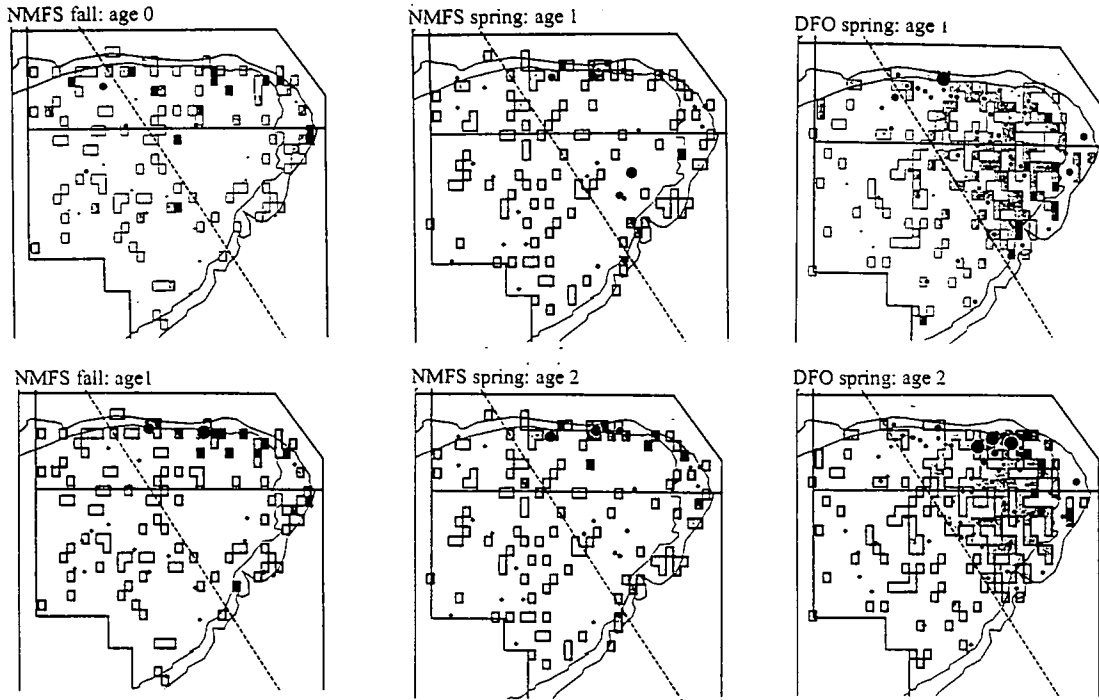 NMFS fall: age 0
NMFS spring: age 1
DFO spring: age 1
NMFS fall: age1
NMFS spring: age 2
DFO spring: age 2